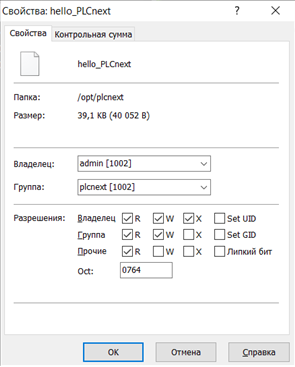 Свойства: hello_PLCnext
Свойства Контрольная сумма
hello_PLCnext
Папка: /opt/plcnext
Размер: 39,1 KB (40 052 B)
Владелец: admin [1002]
Группа: plcnext [1002]
Разрешения: Владелец R W X Set UID
Группа R W X Set GID
Прочие R W X Липкий бит
Oct: 0764
OK Отмена Справка